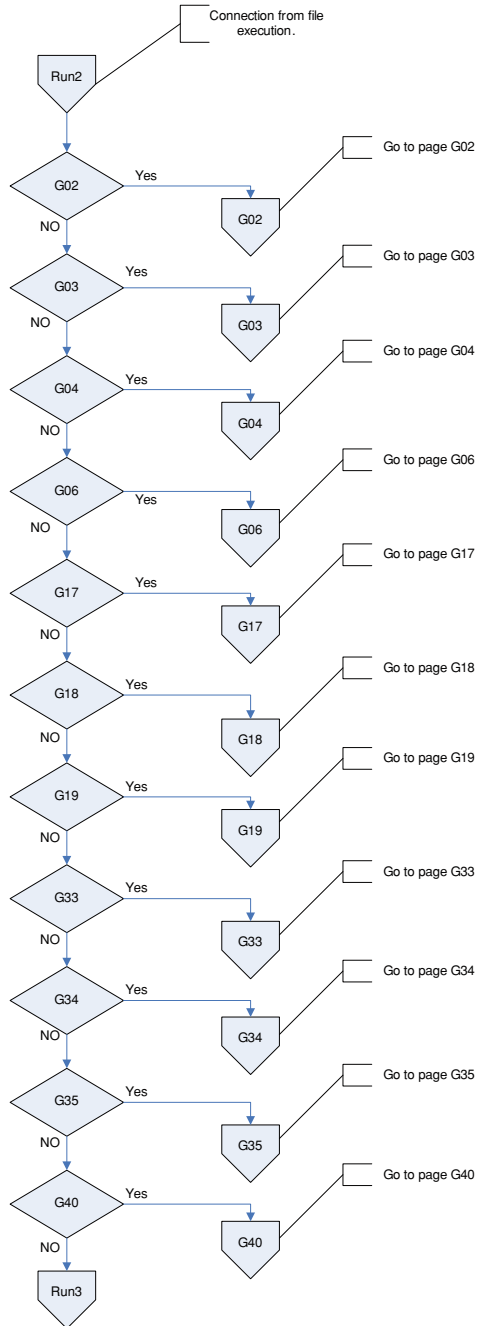 Connection from file
execution.
Run2
G02
Yes
NO
G02
Go to page G02
G03
Yes
NO
G03
Go to page G03
G04
Yes
NO
G04
Go to page G04
G06
Yes
NO
G06
Go to page G06
G17
Yes
NO
G17
Go to page G17
G18
Yes
NO
G18
Go to page G18
G19
Yes
NO
G19
Go to page G19
G33
Yes
NO
G33
Go to page G33
G34
Yes
NO
G34
Go to page G34
G35
Yes
NO
G35
Go to page G35
G40
Yes
NO
G40
Go to page G40
Run3